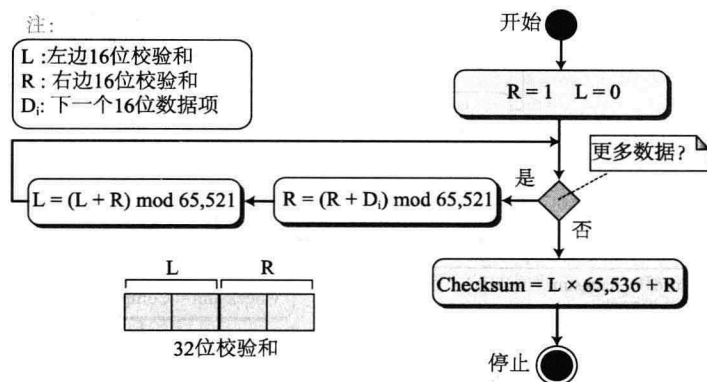 注:
L :左边16位校验和
R : 右边16位校验和
Di: 下一个16位数据项
开始
R = 1 L = 0
更多数据?
是
L = (L + R) mod 65,521
R = (R + Di) mod 65,521
否
L R
32位校验和
Checksum = L × 65,536 + R
停止